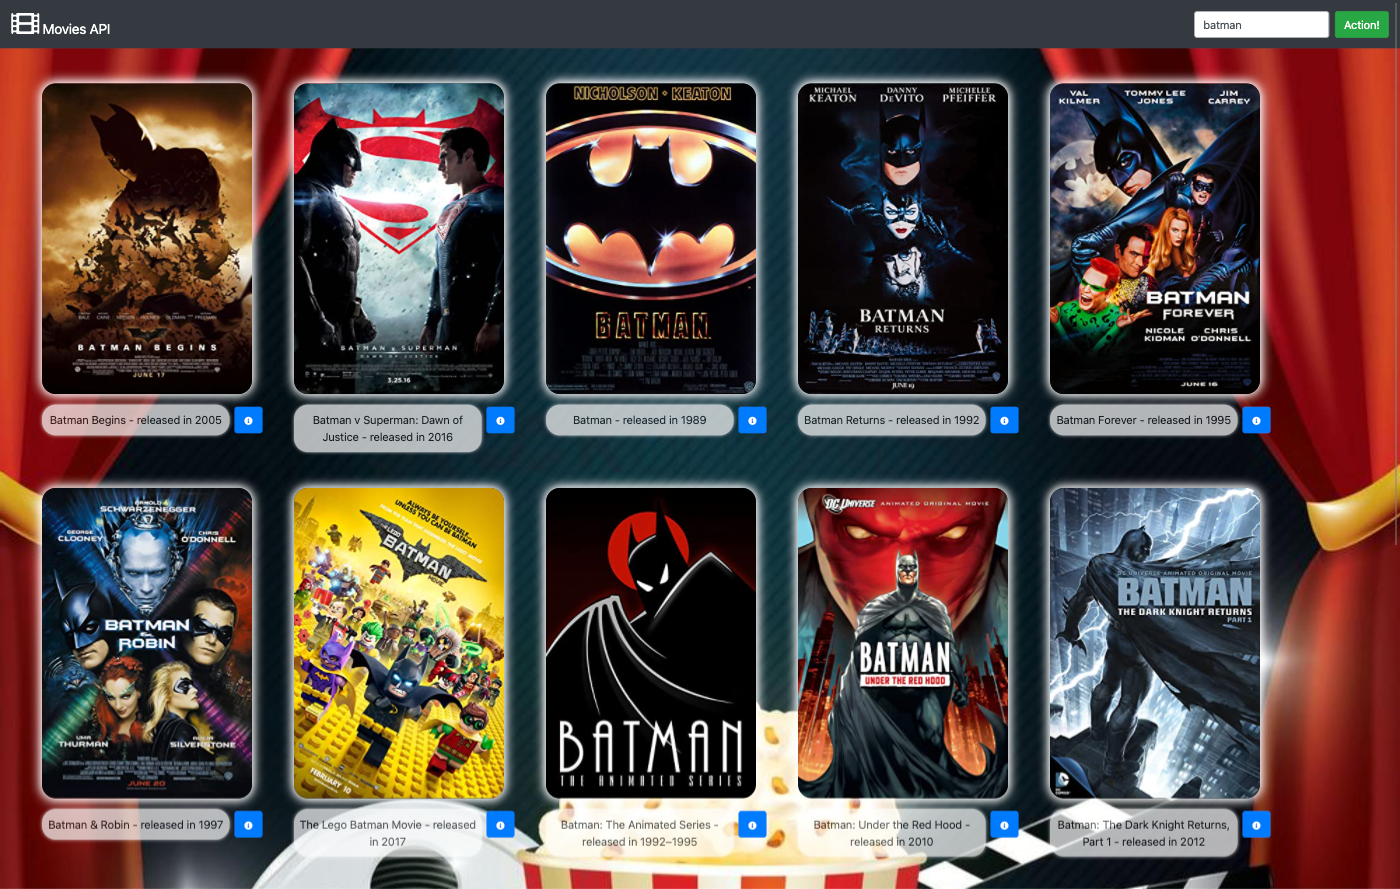 Movies API
batman
Action!
BATMAN BEGINS
JUNE 17
BATMAN v SUPERMAN
DAWN OF JUSTICE
3.25.16
NICHOLSON · KEATON
BATMAN
MICHAEL KEATON
DANNY DEVITO
MICHELLE PFEIFFER
BATMAN
RETURNS
JUNE 19
VAL KILMER
TOMMY LEE JONES
JIM CARREY
BATMAN
FOREVER
NICOLE KIDMAN
CHRIS O'DONNELL
JUNE 16
Batman Begins - released in 2005
Batman v Superman: Dawn of
Justice - released in 2016
Batman - released in 1989
Batman Returns - released in 1992
Batman Forever - released in 1995
ARNOLD SCHWARZENEGGER
GEORGE CLOONEY
CHRIS O'DONNELL
BATMAN
&
ROBIN
UMA THURMAN
ALICIA SILVERSTONE
JUNE 20
ALWAYS BE YOURSELF
UNLESS YOU CAN BE BATMAN
THE LEGO
BATMAN
MOVIE
FEBRUARY 10
BATMAN
THE ANIMATED SERIES
DC UNIVERSE ANIMATED ORIGINAL MOVIE
BATMAN
UNDER THE RED HOOD
DC UNIVERSE ANIMATED ORIGINAL MOVIE
BATMAN
THE DARK KNIGHT RETURNS
PART 1
DC
COMICS
Batman & Robin - released in 1997
The Lego Batman Movie - released
in 2017
Batman: The Animated Series -
released in 1992–1995
Batman: Under the Red Hood -
released in 2010
Batman: The Dark Knight Returns,
Part 1 - released in 2012